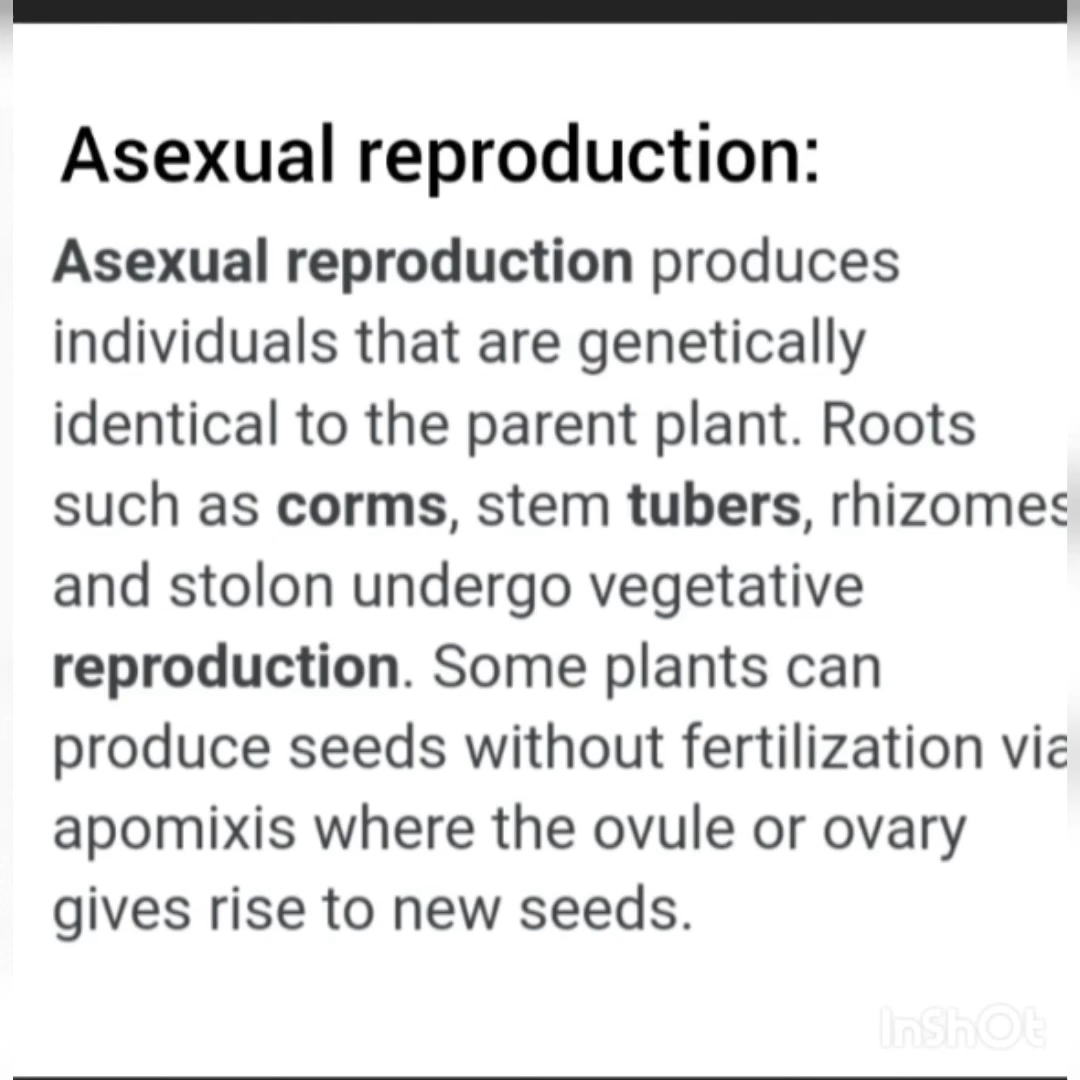 Asexual reproduction:
Asexual reproduction produces
individuals that are genetically
identical to the parent plant. Roots
such as corms, stem tubers, rhizomes
and stolon undergo vegetative
reproduction. Some plants can
produce seeds without fertilization via
apomixis where the ovule or ovary
gives rise to new seeds.
InShOt